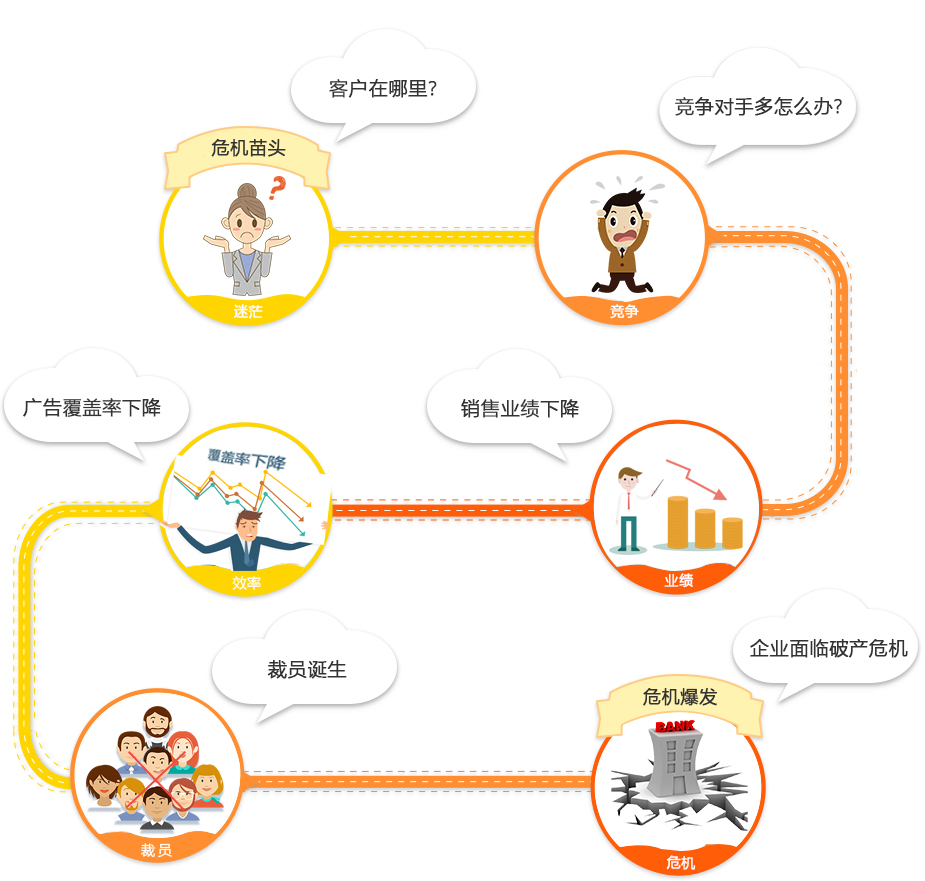 客户在哪里?
竞争对手多怎么办?
危机苗头
迷茫
竞争
广告覆盖率下降
销售业绩下降
覆盖率下降
效率
业绩
裁员诞生
企业面临破产危机
危机爆发
BANK
裁员
危机